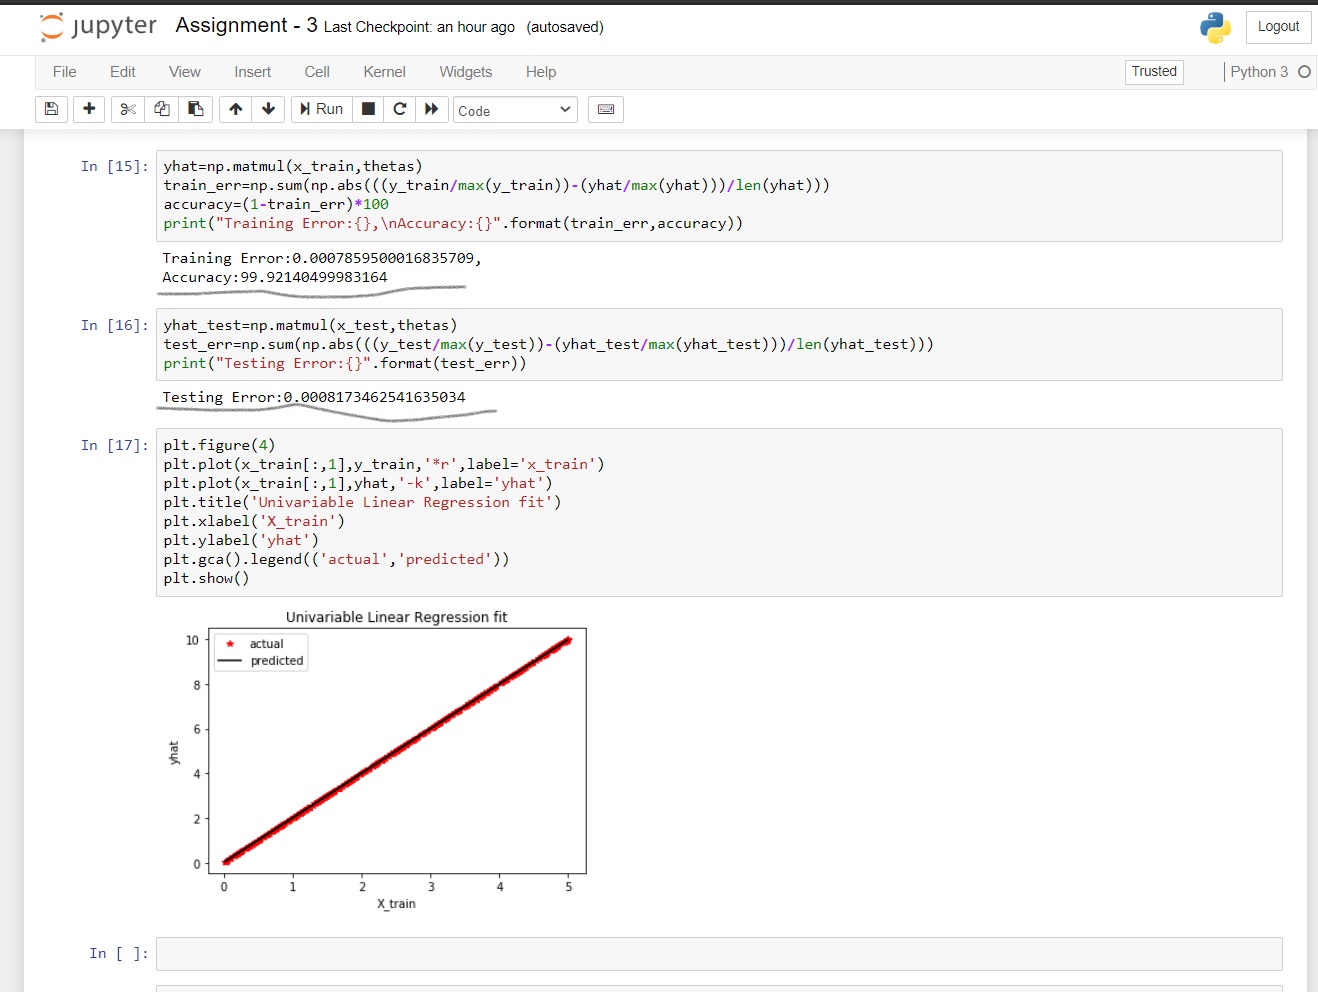 jupyter Assignment - 3 Last Checkpoint: an hour ago (autosaved)
Logout
File Edit View Insert Cell Kernel Widgets Help
Trusted
Python 3
Run
Code
In [15]:
yhat=np.matmul(x_train,thetas)
train_err=np.sum(np.abs(((y_train/max(y_train))-(yhat/max(yhat)))/len(yhat)))
accuracy=(1-train_err)*100
print("Training Error:{},\nAccuracy:{}".format(train_err,accuracy))
Training Error:0.0007859500016835709,
Accuracy:99.92140499983164
In [16]:
yhat_test=np.matmul(x_test,thetas)
test_err=np.sum(np.abs(((y_test/max(y_test))-(yhat_test/max(yhat_test)))/len(yhat_test)))
print("Testing Error:{}".format(test_err))
Testing Error:0.0008173462541635034
In [17]:
plt.figure(4)
plt.plot(x_train[:,1],y_train,'*r',label='x_train')
plt.plot(x_train[:,1],yhat,'-k',label='yhat')
plt.title('Univariable Linear Regression fit')
plt.xlabel('X_train')
plt.ylabel('yhat')
plt.gca().legend(('actual','predicted'))
plt.show()
Univariable Linear Regression fit
actual
predicted
10
8
6
4
2
0
yhat
0 1 2 3 4 5
X_train
In [ ]: